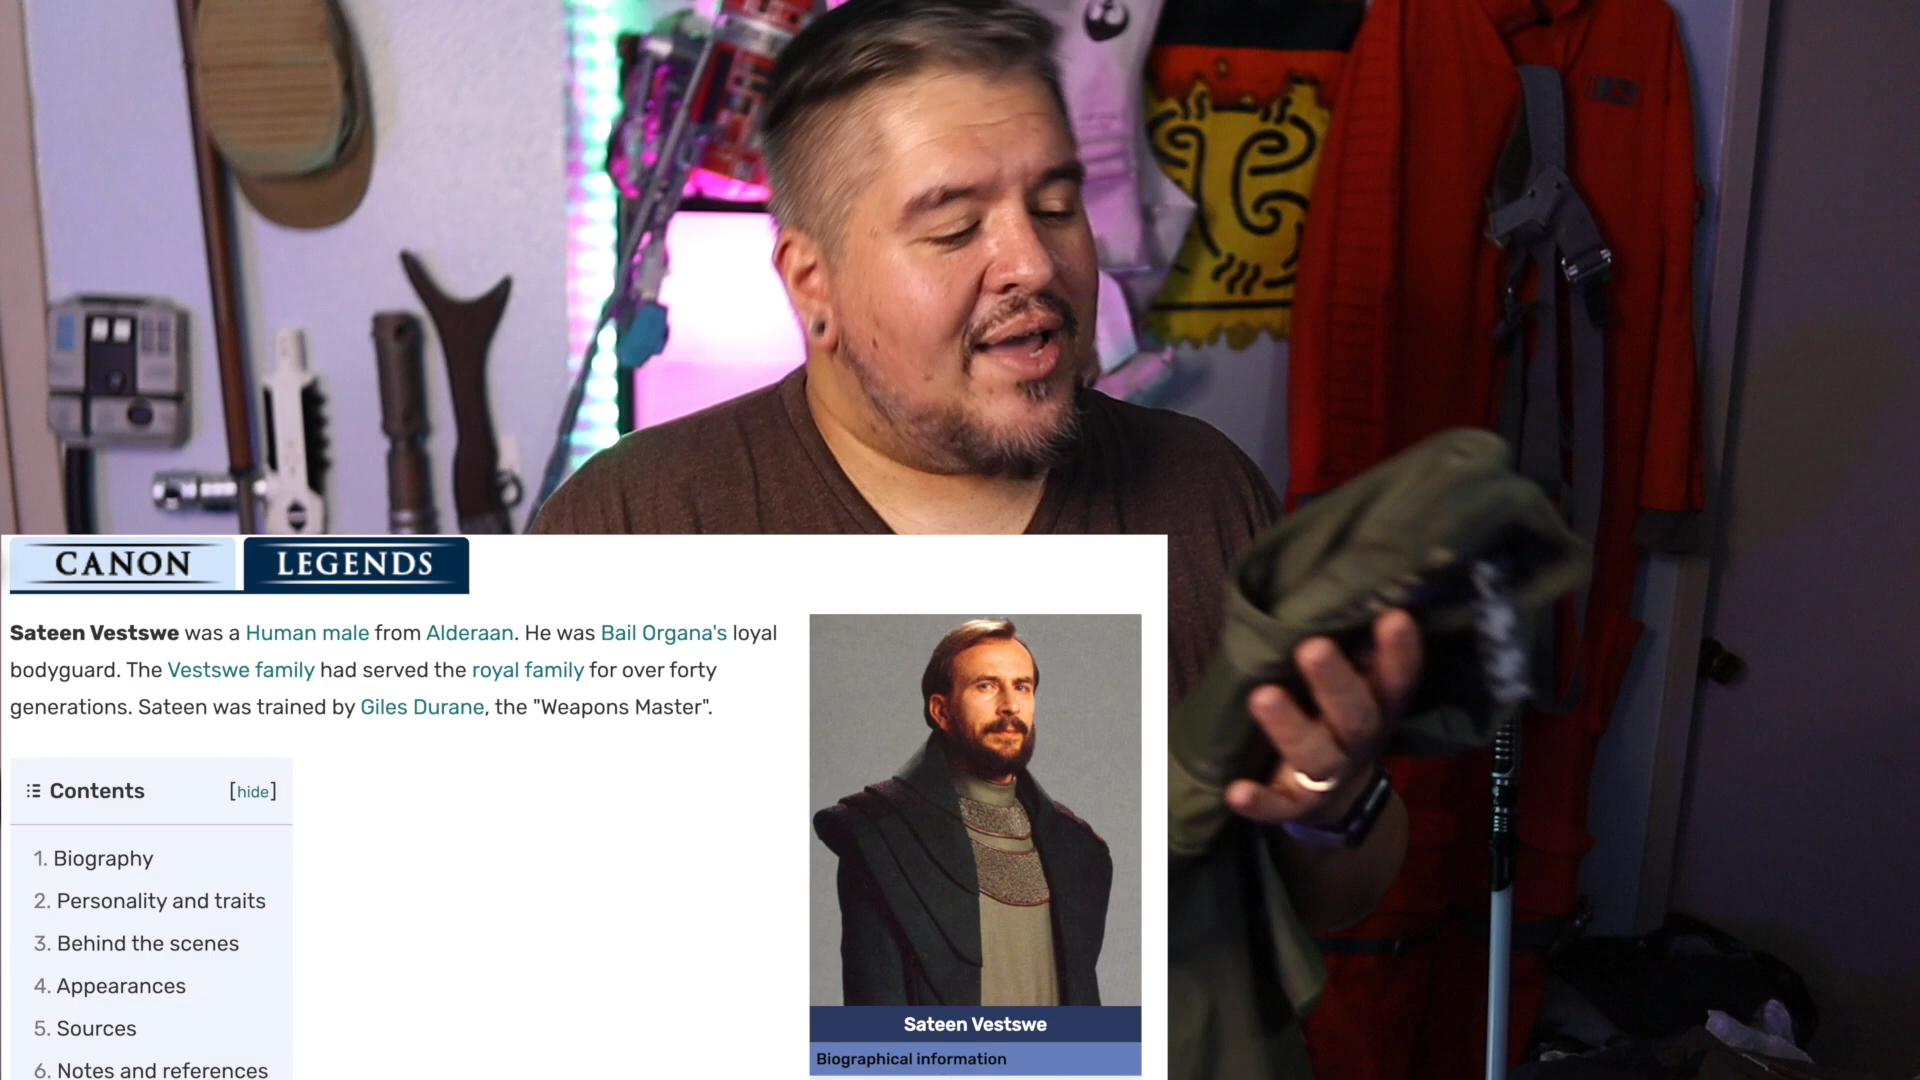 CANON
LEGENDS
Sateen Vestswe was a Human male from Alderaan. He was Bail Organa's loyal
bodyguard. The Vestswe family had served the royal family for over forty
generations. Sateen was trained by Giles Durane, the "Weapons Master".
Contents [hide]
1. Biography
2. Personality and traits
3. Behind the scenes
4. Appearances
5. Sources
6. Notes and references
Sateen Vestswe
Biographical information